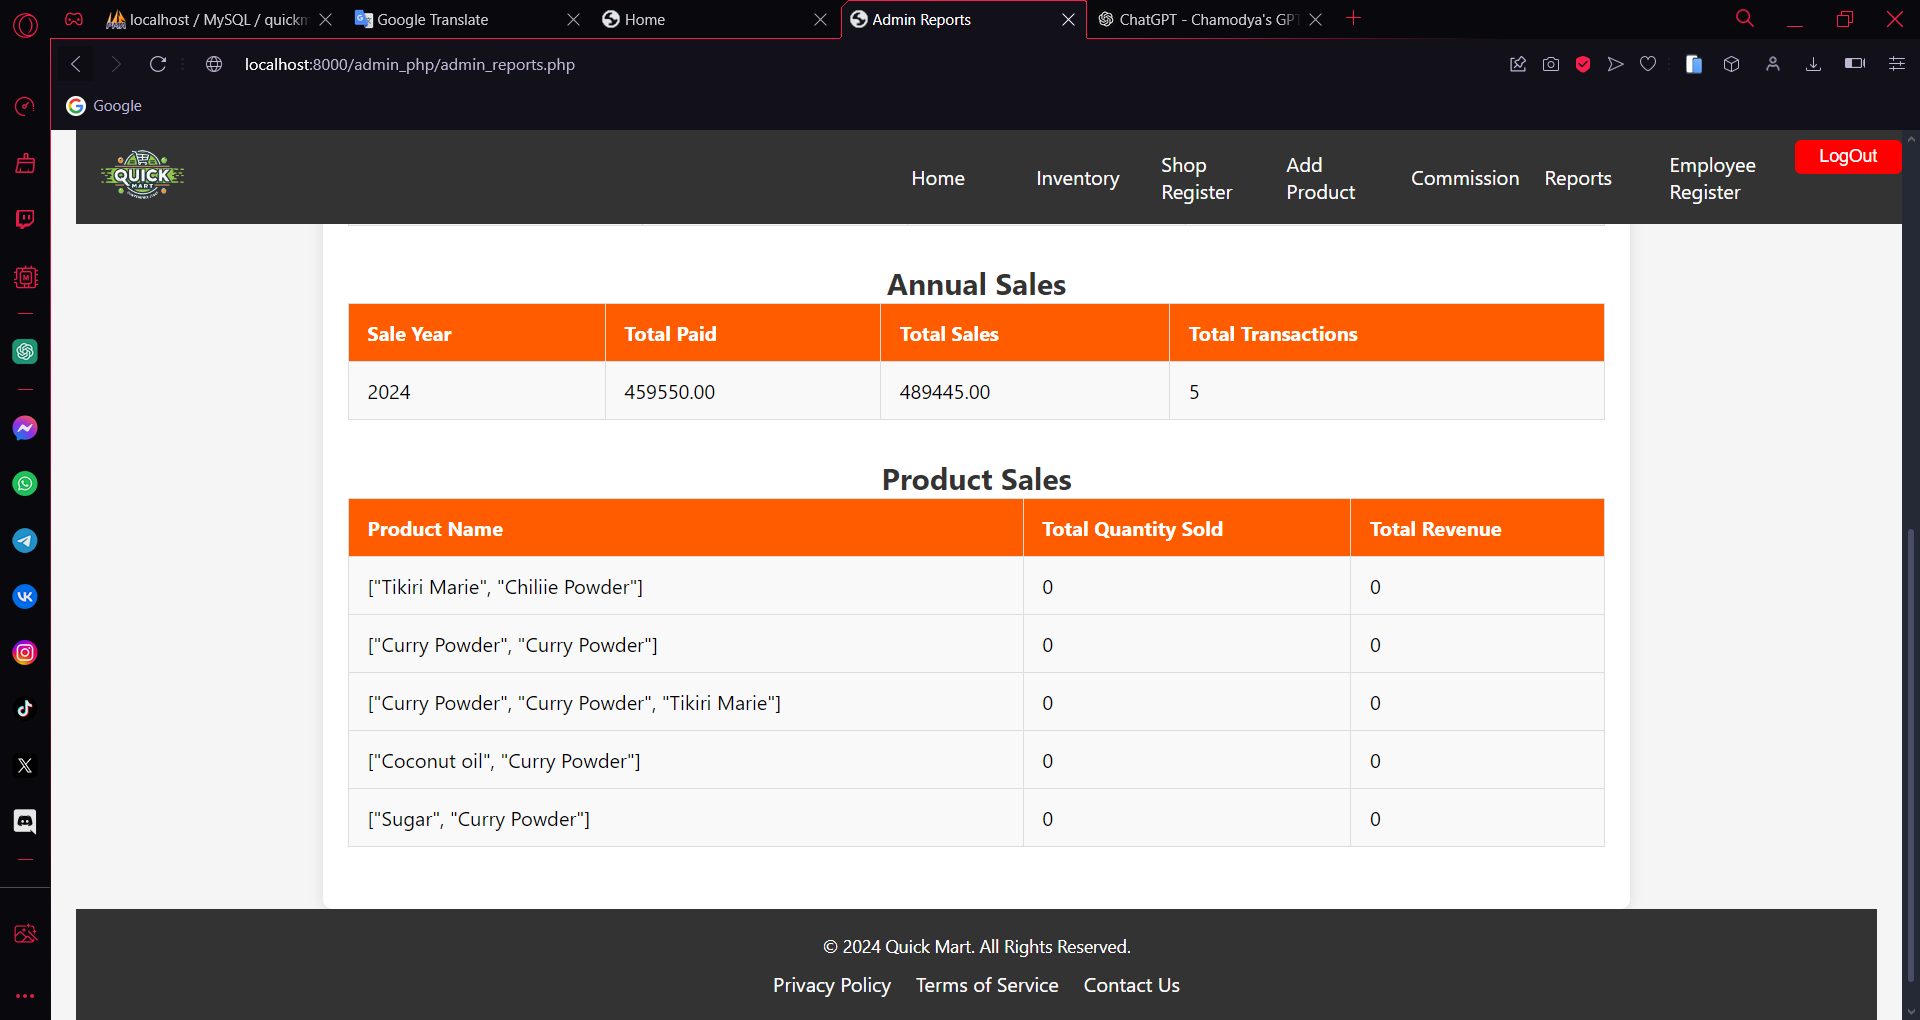 localhost / MySQL / quickm
Google Translate
Home
Admin Reports
ChatGPT - Chamodya's GP
localhost:8000/admin_php/admin_reports.php
Google
QUICK
MART
Home
Inventory
Shop Register
Add Product
Commission
Reports
Employee Register
LogOut
Annual Sales
Sale Year Total Paid Total Sales Total Transactions
2024 459550.00 489445.00 5
Product Sales
Product Name Total Quantity Sold Total Revenue
["Tikiri Marie", "Chiliie Powder"] 0 0
["Curry Powder", "Curry Powder"] 0 0
["Curry Powder", "Curry Powder", "Tikiri Marie"] 0 0
["Coconut oil", "Curry Powder"] 0 0
["Sugar", "Curry Powder"] 0 0
© 2024 Quick Mart. All Rights Reserved.
Privacy Policy Terms of Service Contact Us